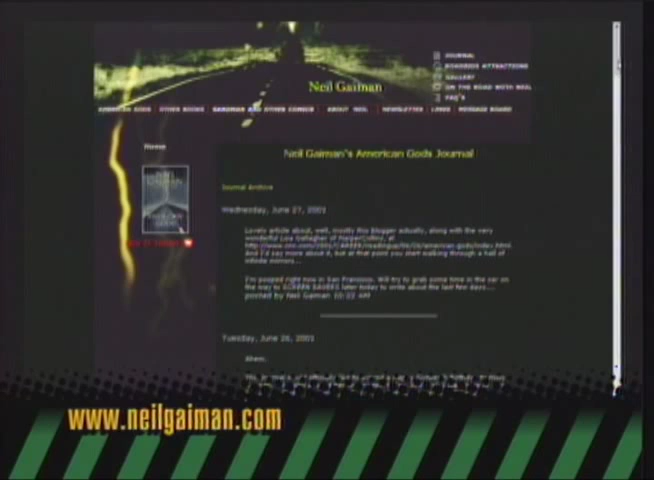 Neil Gaiman
JOURNAL
ROADSIDE ATTRACTIONS
GALLERY
ON THE ROAD WITH NEIL
FAQ's
AMERICAN GODS OTHER BOOKS SANDMAN AND OTHER COMICS ABOUT NEIL NEWSLETTER LINKS MESSAGE BOARD
Home
NEIL
GAIMAN
AMERICAN
GODS
Neil Gaiman's American Gods Journal
Journal Archive
Wednesday, June 27, 2001
Lovely article about, well, mostly this blogger actually, along with the very
wonderful Lisa Gallagher of HarperCollins, at
And I'd say more about it, but at that point you start walking through a hall of
infinite mirrors...
I'm pooped right now in San Francisco. Will try to grab some time in the car on
the way to SCREEN SAVERS later today to write about the last few days...
posted by Neil Gaiman 10:22 AM
Tuesday, June 26, 2001
Ahem.
www.neilgaiman.com